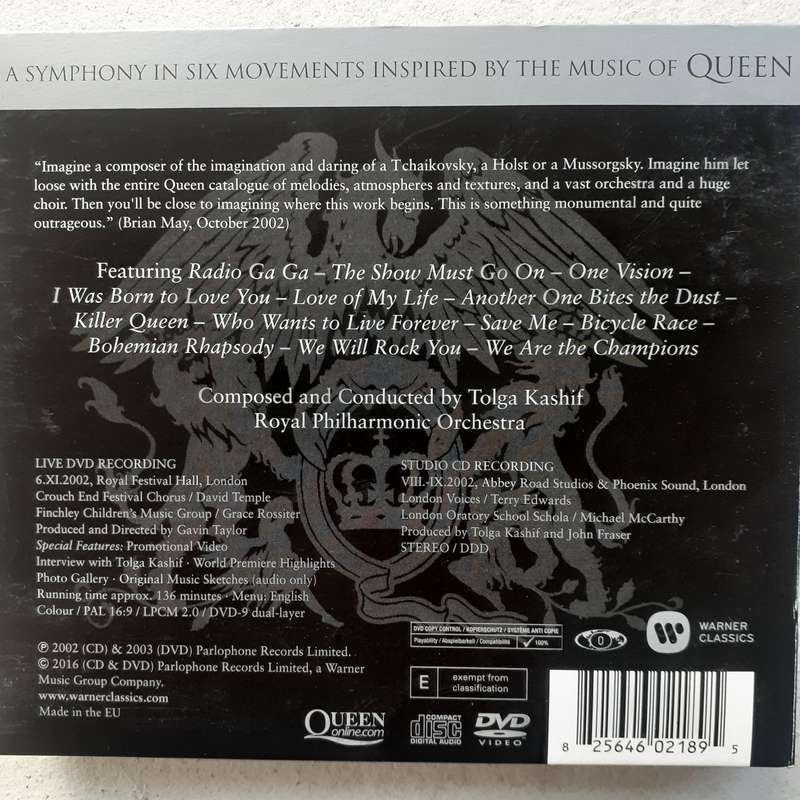 A SYMPHONY IN SIX MOVEMENTS INSPIRED BY THE MUSIC OF QUEEN
“Imagine a composer of the imagination and daring of a Tchaikovsky, a Holst or a Mussorgsky. Imagine him let
loose with the entire Queen catalogue of melodies, atmospheres and textures, and a vast orchestra and a huge
choir. Then you'll be close to imagining where this work begins. This is something monumental and quite
outrageous.” (Brian May, October 2002)
Featuring Radio Ga Ga – The Show Must Go On – One Vision –
I Was Born to Love You – Love of My Life – Another One Bites the Dust –
Killer Queen – Who Wants to Live Forever – Save Me – Bicycle Race –
Bohemian Rhapsody – We Will Rock You – We Are the Champions
Composed and Conducted by Tolga Kashif
Royal Philharmonic Orchestra
LIVE DVD RECORDING
6.XI.2002, Royal Festival Hall, London
Crouch End Festival Chorus / David Temple
Finchley Children's Music Group / Grace Rossiter
Produced and Directed by Gavin Taylor
Special Features: Promotional Video
Interview with Tolga Kashif · World Premiere Highlights
Photo Gallery · Original Music Sketches (audio only)
Running time approx. 136 minutes · Menu: English
Colour / PAL 16:9 / LPCM 2.0 / DVD-9 dual-layer
STUDIO CD RECORDING
VIII.-IX.2002, Abbey Road Studios & Phoenix Sound, London
London Voices / Terry Edwards
London Oratory School Schola / Michael McCarthy
Produced by Tolga Kashif and John Fraser
STEREO / DDD
℗ 2002 (CD) & 2003 (DVD) Parlophone Records Limited.
© 2016 (CD & DVD) Parlophone Records Limited, a Warner
Music Group Company.
www.warnerclassics.com
Made in the EU
DVD COPY CONTROL / KOPIERSCHUTZ / SYSTÈME ANTI COPIE
Playability / Abspielbarkeit / Compatibilité 100%
0
WARNER
CLASSICS
E exempt from
classification
QUEEN
online.com
COMPACT
disc
DIGITAL AUDIO
DVD
VIDEO
8 25646 02189 5